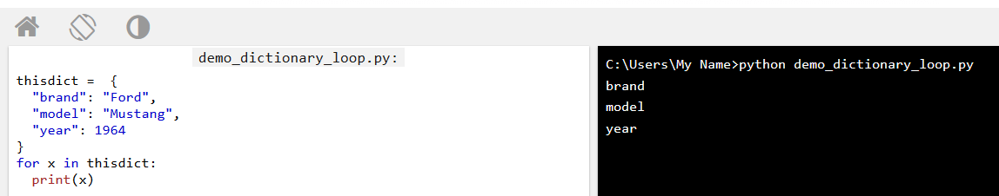 demo_dictionary_loop.py:
thisdict =  {
  "brand": "Ford",
  "model": "Mustang",
  "year": 1964
}
for x in thisdict:
  print(x)
C:\Users\My Name>python demo_dictionary_loop.py
brand
model
year